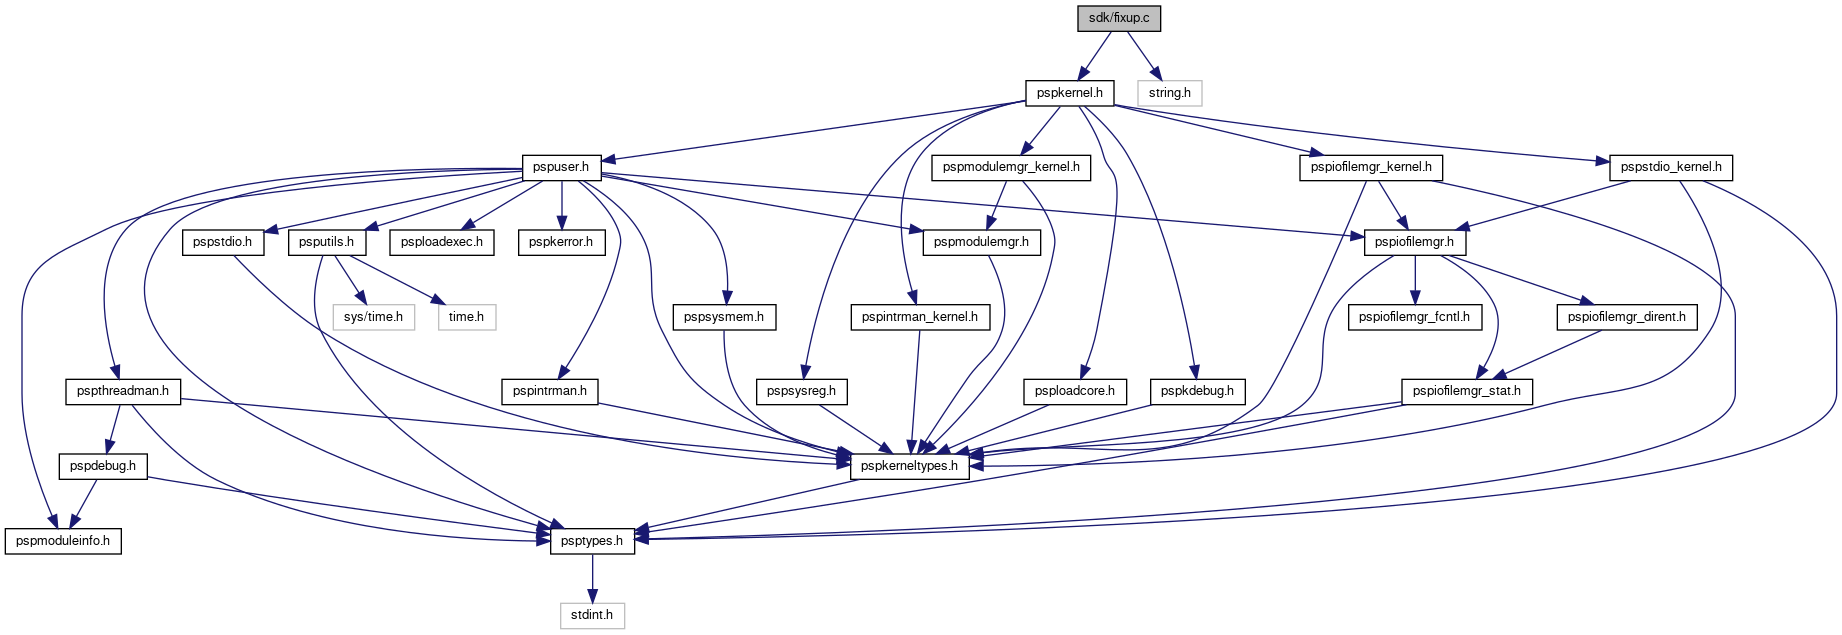 sdk/fixup.c
pspkernel.h
string.h
pspuser.h
pspmodulemgr_kernel.h
pspiofilemgr_kernel.h
pspstdio_kernel.h
pspstdio.h
psputils.h
psploadexec.h
pspkerror.h
pspmodulemgr.h
pspiofilemgr.h
sys/time.h
time.h
pspsysmem.h
pspintrman_kernel.h
pspiofilemgr_fcntl.h
pspiofilemgr_dirent.h
pspthreadman.h
pspintrman.h
pspsysreg.h
psploadcore.h
pspkdebug.h
pspiofilemgr_stat.h
pspdebug.h
pspkerneltypes.h
pspmoduleinfo.h
psptypes.h
stdint.h